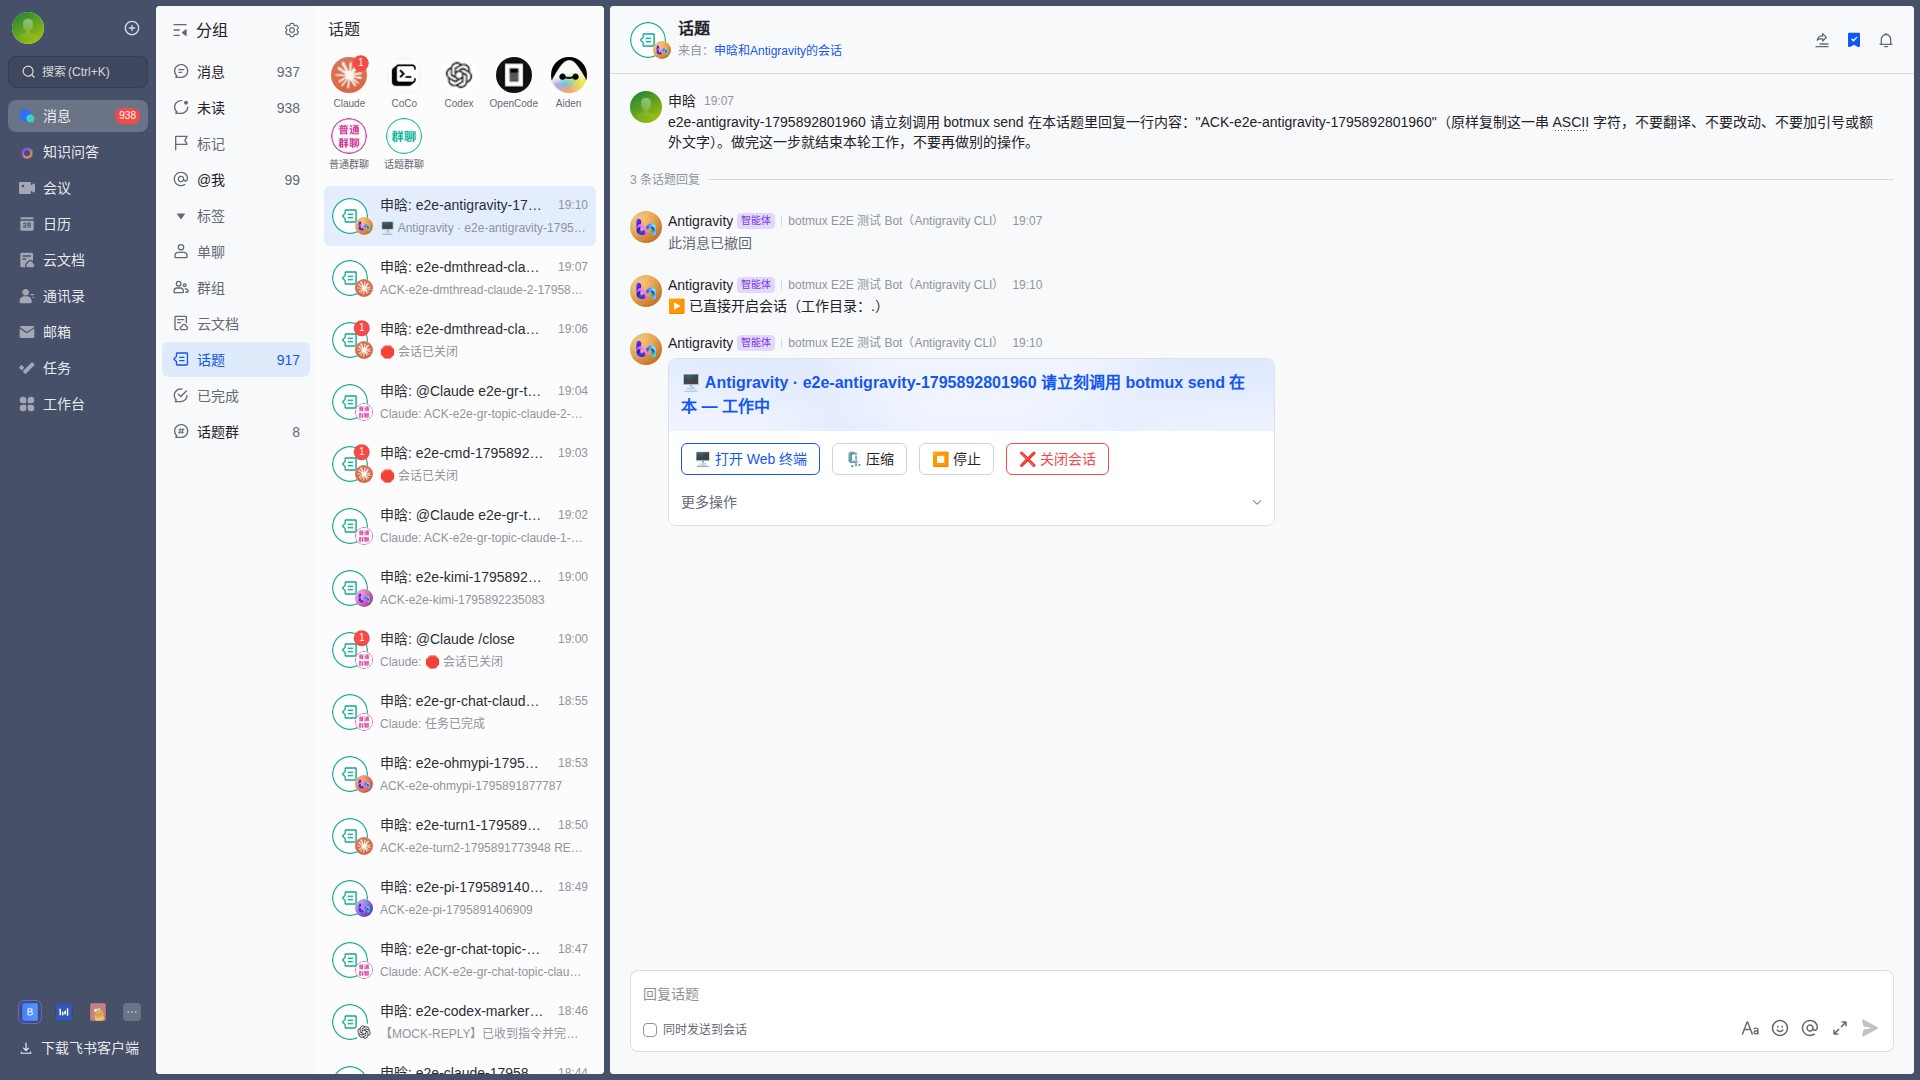 搜索 (Ctrl+K)
消息 938
知识问答
会议
日历
云文档
通讯录
邮箱
任务
工作台
下载飞书客户端
分组
消息 937
未读 938
标记
@我 99
标签
单聊
群组
云文档
话题 917
已完成
话题群 8
话题
1
Claude
CoCo
Codex
OpenCode
Aiden
普通群聊
普通群聊
群聊
话题群聊
申晗: e2e-antigravity-17… 19:10
Antigravity · e2e-antigravity-1795…
申晗: e2e-dmthread-cla… 19:07
ACK-e2e-dmthread-claude-2-17958…
1
申晗: e2e-dmthread-cla… 19:06
会话已关闭
申晗: @Claude e2e-gr-t… 19:04
Claude: ACK-e2e-gr-topic-claude-2-…
1
申晗: e2e-cmd-1795892… 19:03
会话已关闭
申晗: @Claude e2e-gr-t… 19:02
Claude: ACK-e2e-gr-topic-claude-1-…
申晗: e2e-kimi-1795892… 19:00
ACK-e2e-kimi-1795892235083
1
申晗: @Claude /close 19:00
Claude: 会话已关闭
申晗: e2e-gr-chat-claud… 18:55
Claude: 任务已完成
申晗: e2e-ohmypi-1795… 18:53
ACK-e2e-ohmypi-1795891877787
申晗: e2e-turn1-179589… 18:50
ACK-e2e-turn2-1795891773948 RE…
申晗: e2e-pi-179589140… 18:49
ACK-e2e-pi-1795891406909
申晗: e2e-gr-chat-topic-… 18:47
Claude: ACK-e2e-gr-chat-topic-clau…
申晗: e2e-codex-marker… 18:46
【MOCK-REPLY】已收到指令并完…
申晗: e2e-claude-17958… 18:44
话题
来自：申晗和Antigravity的会话
申晗 19:07
e2e-antigravity-1795892801960 请立刻调用 botmux send 在本话题里回复一行内容："ACK-e2e-antigravity-1795892801960"（原样复制这一串 ASCII 字符，不要翻译、不要改动、不要加引号或额
外文字）。做完这一步就结束本轮工作，不要再做别的操作。
3 条话题回复
Antigravity 智能体 | botmux E2E 测试 Bot（Antigravity CLI） 19:07
此消息已撤回
Antigravity 智能体 | botmux E2E 测试 Bot（Antigravity CLI） 19:10
已直接开启会话（工作目录：.）
Antigravity 智能体 | botmux E2E 测试 Bot（Antigravity CLI） 19:10
Antigravity · e2e-antigravity-1795892801960 请立刻调用 botmux send 在
本 — 工作中
打开 Web 终端 压缩 停止 关闭会话
更多操作
回复话题
同时发送到会话
Aa